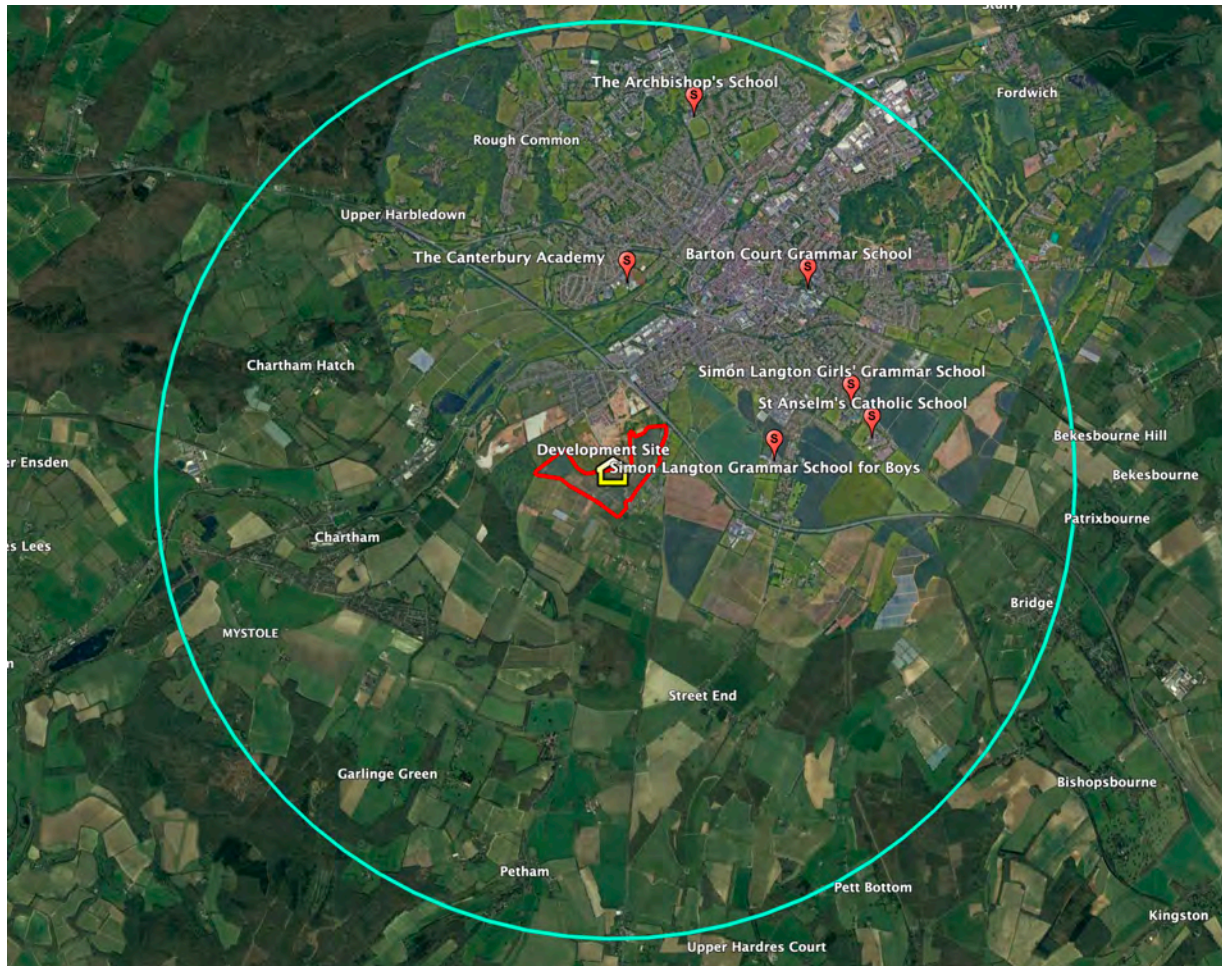 Sturry
The Archbishop's School
S
Fordwich
Rough Common
Upper Harbledown
The Canterbury Academy
S
Barton Court Grammar School
S
Chartham Hatch
Simon Langton Girls' Grammar School
S
St Anselm's Catholic School
S
S
Bekesbourne Hill
Development Site
er Ensden
Simon Langton Grammar School for Boys
Bekesbourne
Patrixbourne
Chartham
es Lees
Bridge
MYSTOLE
n
Street End
Garlinge Green
Bishopsbourne
Petham
Pett Bottom
Kingston
Upper Hardres Court